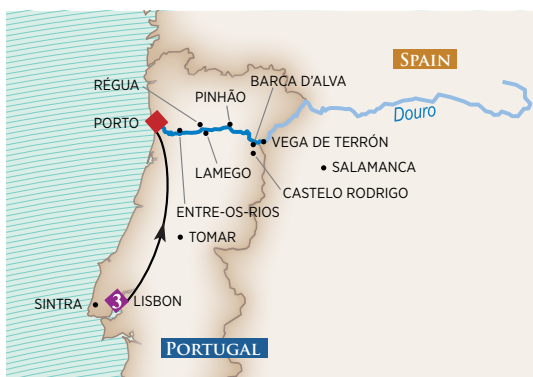 SPAIN
BARCA D'ALVA
RÉGUA
PINHÃO
Douro
PORTO
VEGA DE TERRÓN
LAMEGO
SALAMANCA
CASTELO RODRIGO
ENTRE-OS-RIOS
TOMAR
SINTRA
3
LISBON
PORTUGAL